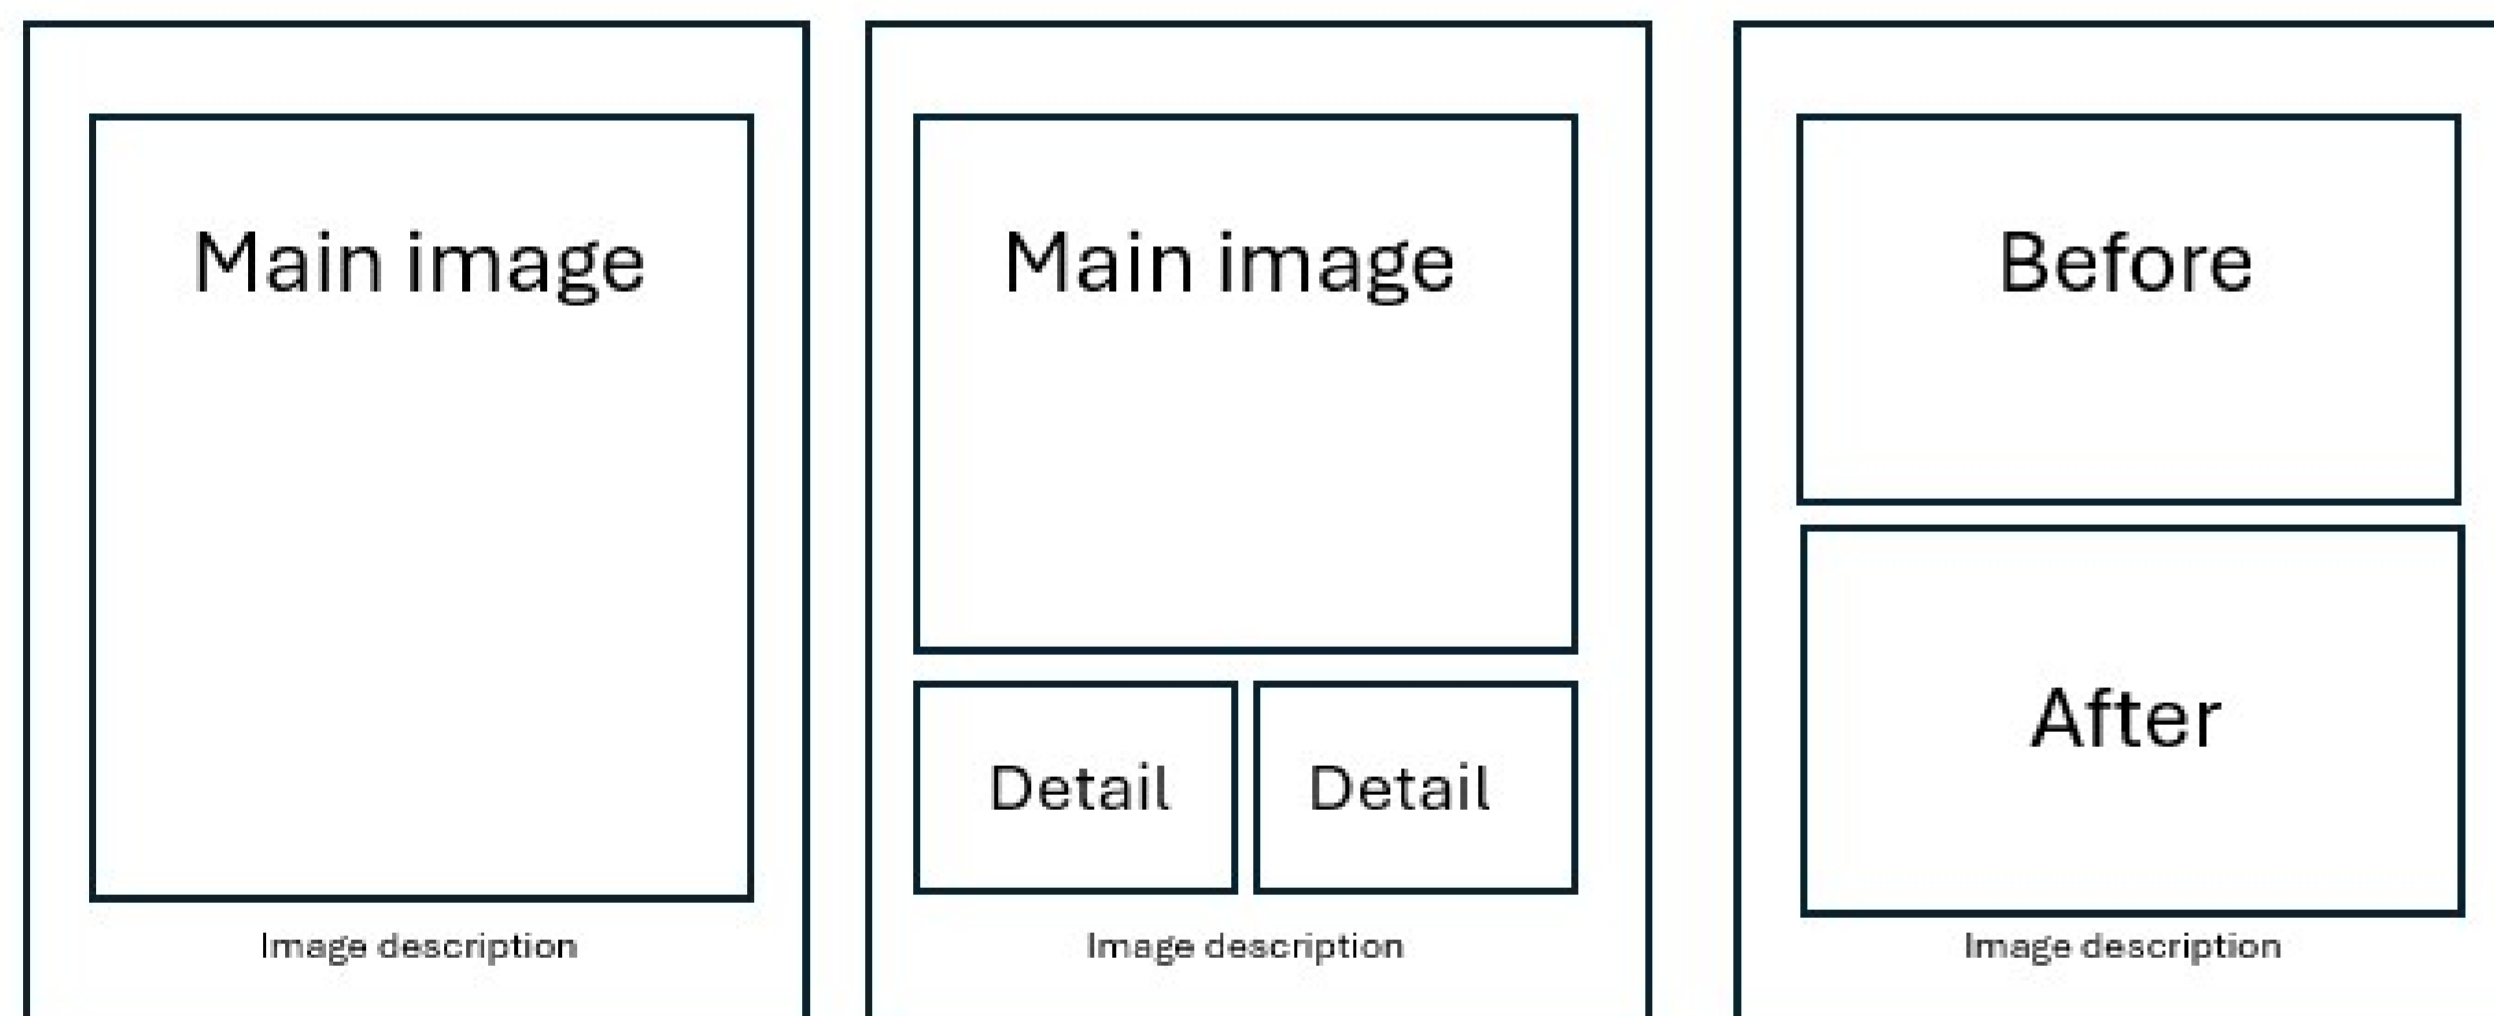 Main image
Image description
Main image
Detail
Detail
Image description
Before
After
Image description